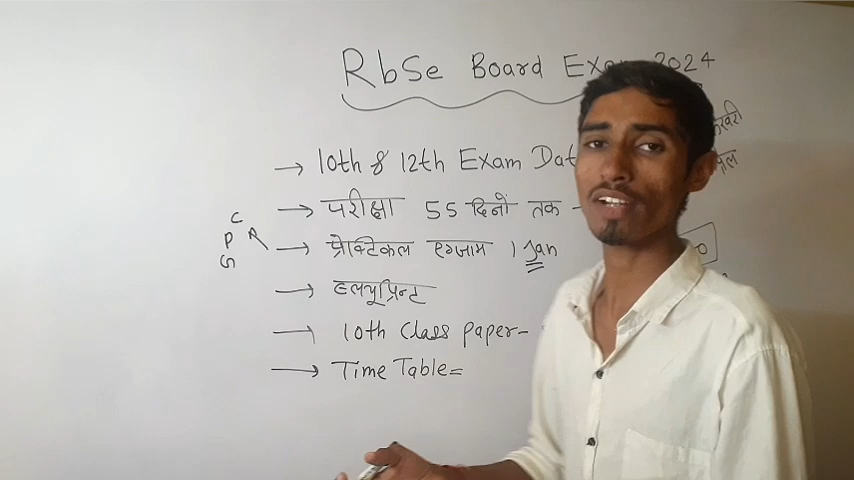 RbSe Board Exam 2024
→ 10th & 12th Exam Dat
→ परीक्षा 55 दिनों तक -
→ प्रेक्टिकल एग्जाम 1 Jan
→ ब्ल्यूप्रिन्ट
→ 10th Class paper-
→ Time Table=
C
P R
G